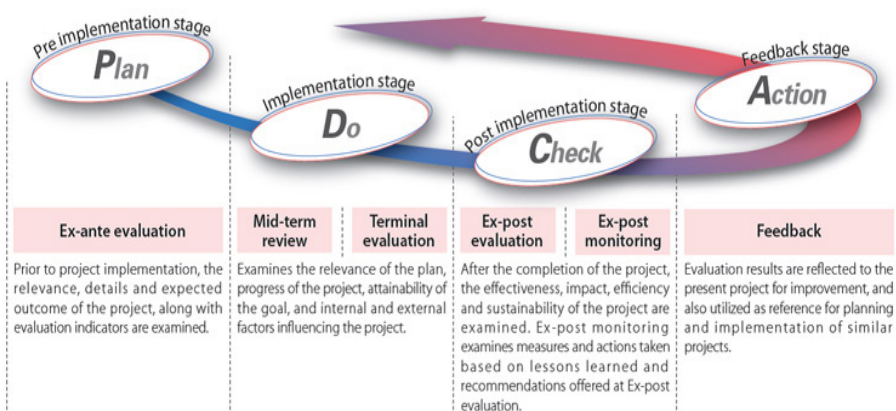 Pre implementation stage
Plan
Implementation stage
Do
Post implementation stage
Check
Feedback stage
Action
Ex-ante evaluation
Prior to project implementation, the
relevance, details and expected
outcome of the project, along with
evaluation indicators are examined.
Mid-term
review
Terminal
evaluation
Examines the relevance of the plan,
progress of the project, attainability of
the goal, and internal and external
factors influencing the project.
Ex-post
evaluation
Ex-post
monitoring
After the completion of the project,
the effectiveness, impact, efficiency
and sustainability of the project are
examined. Ex-post monitoring
examines measures and actions taken
based on lessons learned and
recommendations offered at Ex-post
evaluation.
Feedback
Evaluation results are reflected to the
present project for improvement, and
also utilized as reference for planning
and implementation of similar
projects.